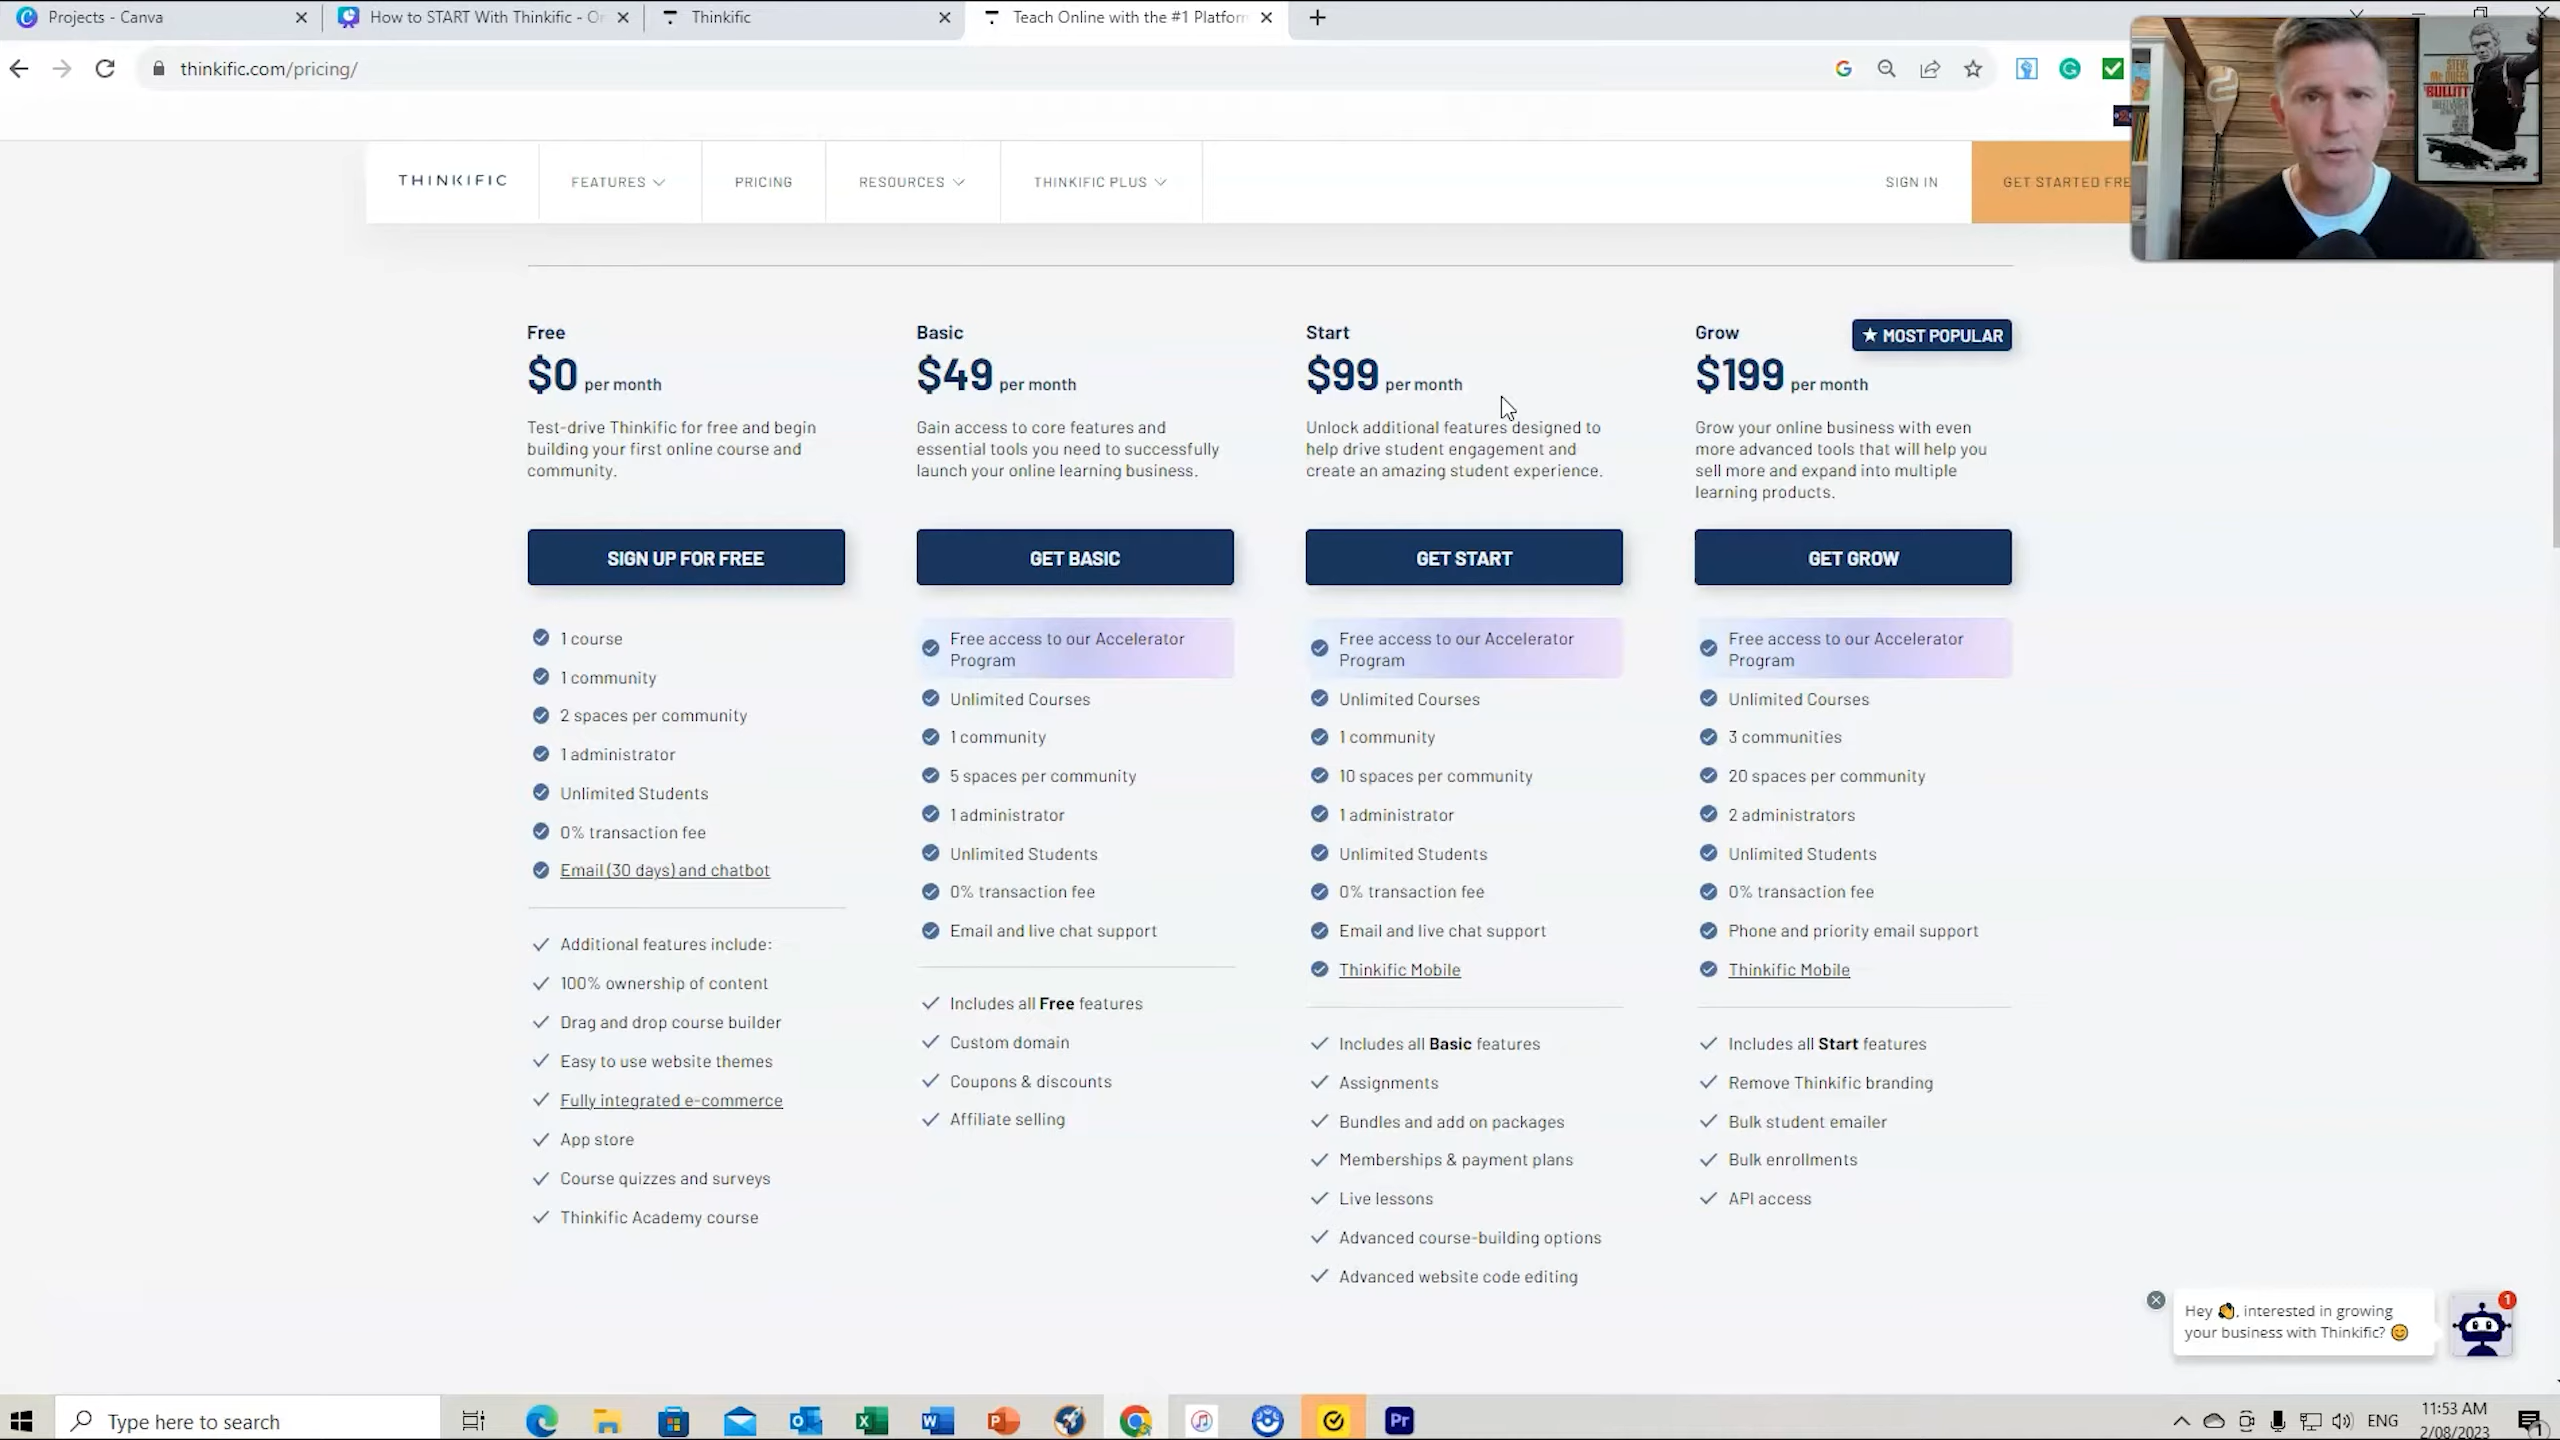 Projects - Canva
How to START With Thinkific - On
Thinkific
Teach Online with the #1 Platform
thinkific.com/pricing/
THINKIFIC
FEATURES
PRICING
RESOURCES
THINKIFIC PLUS
SIGN IN
GET STARTED FRE
STEVE
McQUEEN
'BULLITT'
Free
$0 per month
Test-drive Thinkific for free and begin
building your first online course and
community.
SIGN UP FOR FREE
1 course
1 community
2 spaces per community
1 administrator
Unlimited Students
0% transaction fee
Email (30 days) and chatbot
Additional features include:
100% ownership of content
Drag and drop course builder
Easy to use website themes
Fully integrated e-commerce
App store
Course quizzes and surveys
Thinkific Academy course
Basic
$49 per month
Gain access to core features and
essential tools you need to successfully
launch your online learning business.
GET BASIC
Free access to our Accelerator
Program
Unlimited Courses
1 community
5 spaces per community
1 administrator
Unlimited Students
0% transaction fee
Email and live chat support
Includes all Free features
Custom domain
Coupons & discounts
Affiliate selling
Start
$99 per month
Unlock additional features designed to
help drive student engagement and
create an amazing student experience.
GET START
Free access to our Accelerator
Program
Unlimited Courses
1 community
10 spaces per community
1 administrator
Unlimited Students
0% transaction fee
Email and live chat support
Thinkific Mobile
Includes all Basic features
Assignments
Bundles and add on packages
Memberships & payment plans
Live lessons
Advanced course-building options
Advanced website code editing
Grow
★ MOST POPULAR
$199 per month
Grow your online business with even
more advanced tools that will help you
sell more and expand into multiple
learning products.
GET GROW
Free access to our Accelerator
Program
Unlimited Courses
3 communities
20 spaces per community
2 administrators
Unlimited Students
0% transaction fee
Phone and priority email support
Thinkific Mobile
Includes all Start features
Remove Thinkific branding
Bulk student emailer
Bulk enrollments
API access
Hey 👋, interested in growing
your business with Thinkific? 😊
1
Type here to search
Pr
ENG
11:53 AM
2/08/2023